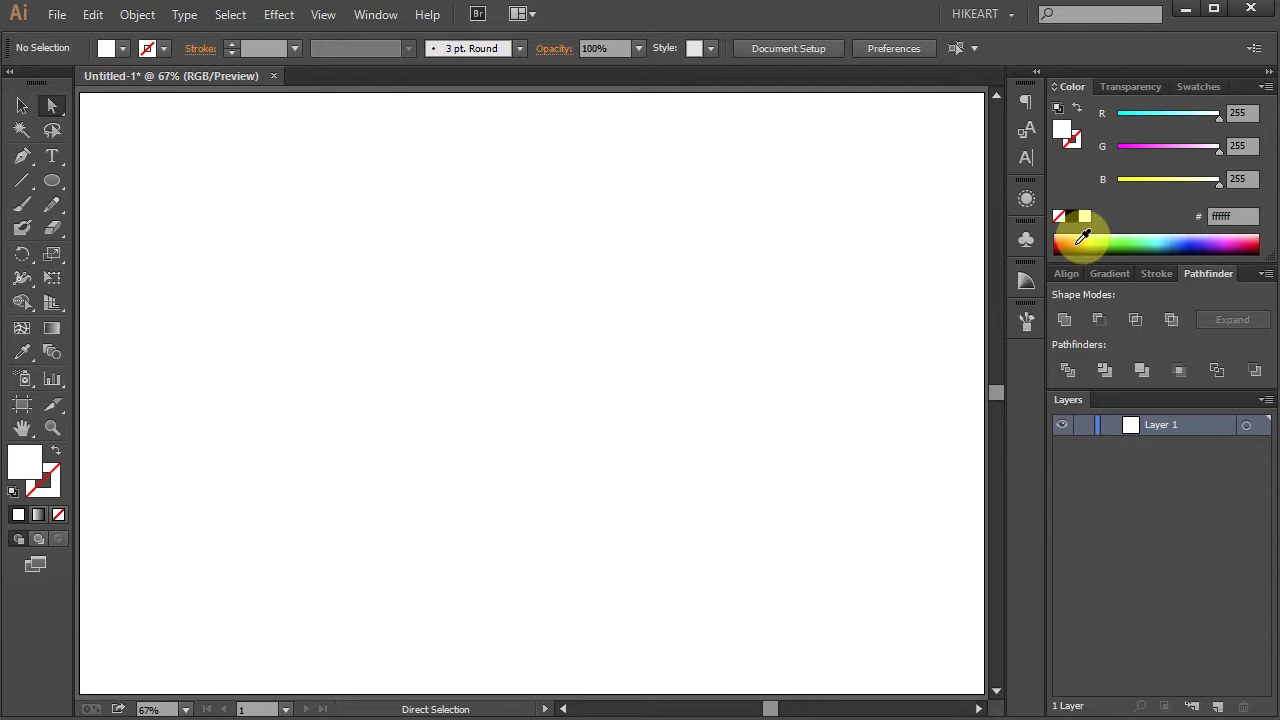 Ai File Edit Object Type Select Effect View Window Help Br HIKEART
No Selection Stroke: 3 pt. Round Opacity: 100% Style: Document Setup Preferences
Untitled-1* @ 67% (RGB/Preview) ×
Color Transparency Swatches
R 255
G 255
B 255
# ffffff
Align Gradient Stroke Pathfinder
Shape Modes:
Expand
Pathfinders:
Layers
Layer 1
1 Layer
67% 1 Direct Selection